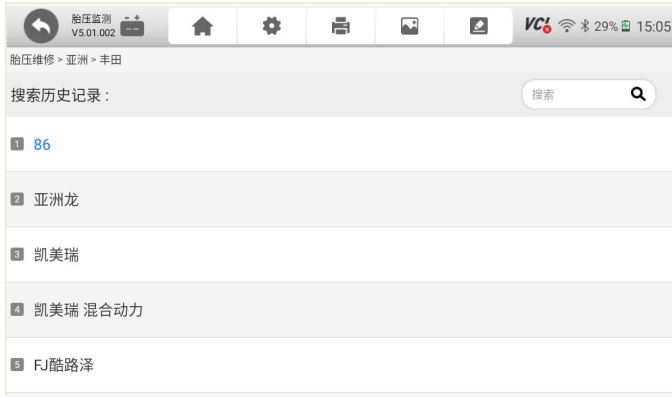 胎压监测
V5.01.002
VCI 29% 15:05
胎压维修 > 亚洲 > 丰田
搜索历史记录 :
搜索
1 86
2 亚洲龙
3 凯美瑞
4 凯美瑞 混合动力
5 FJ酷路泽